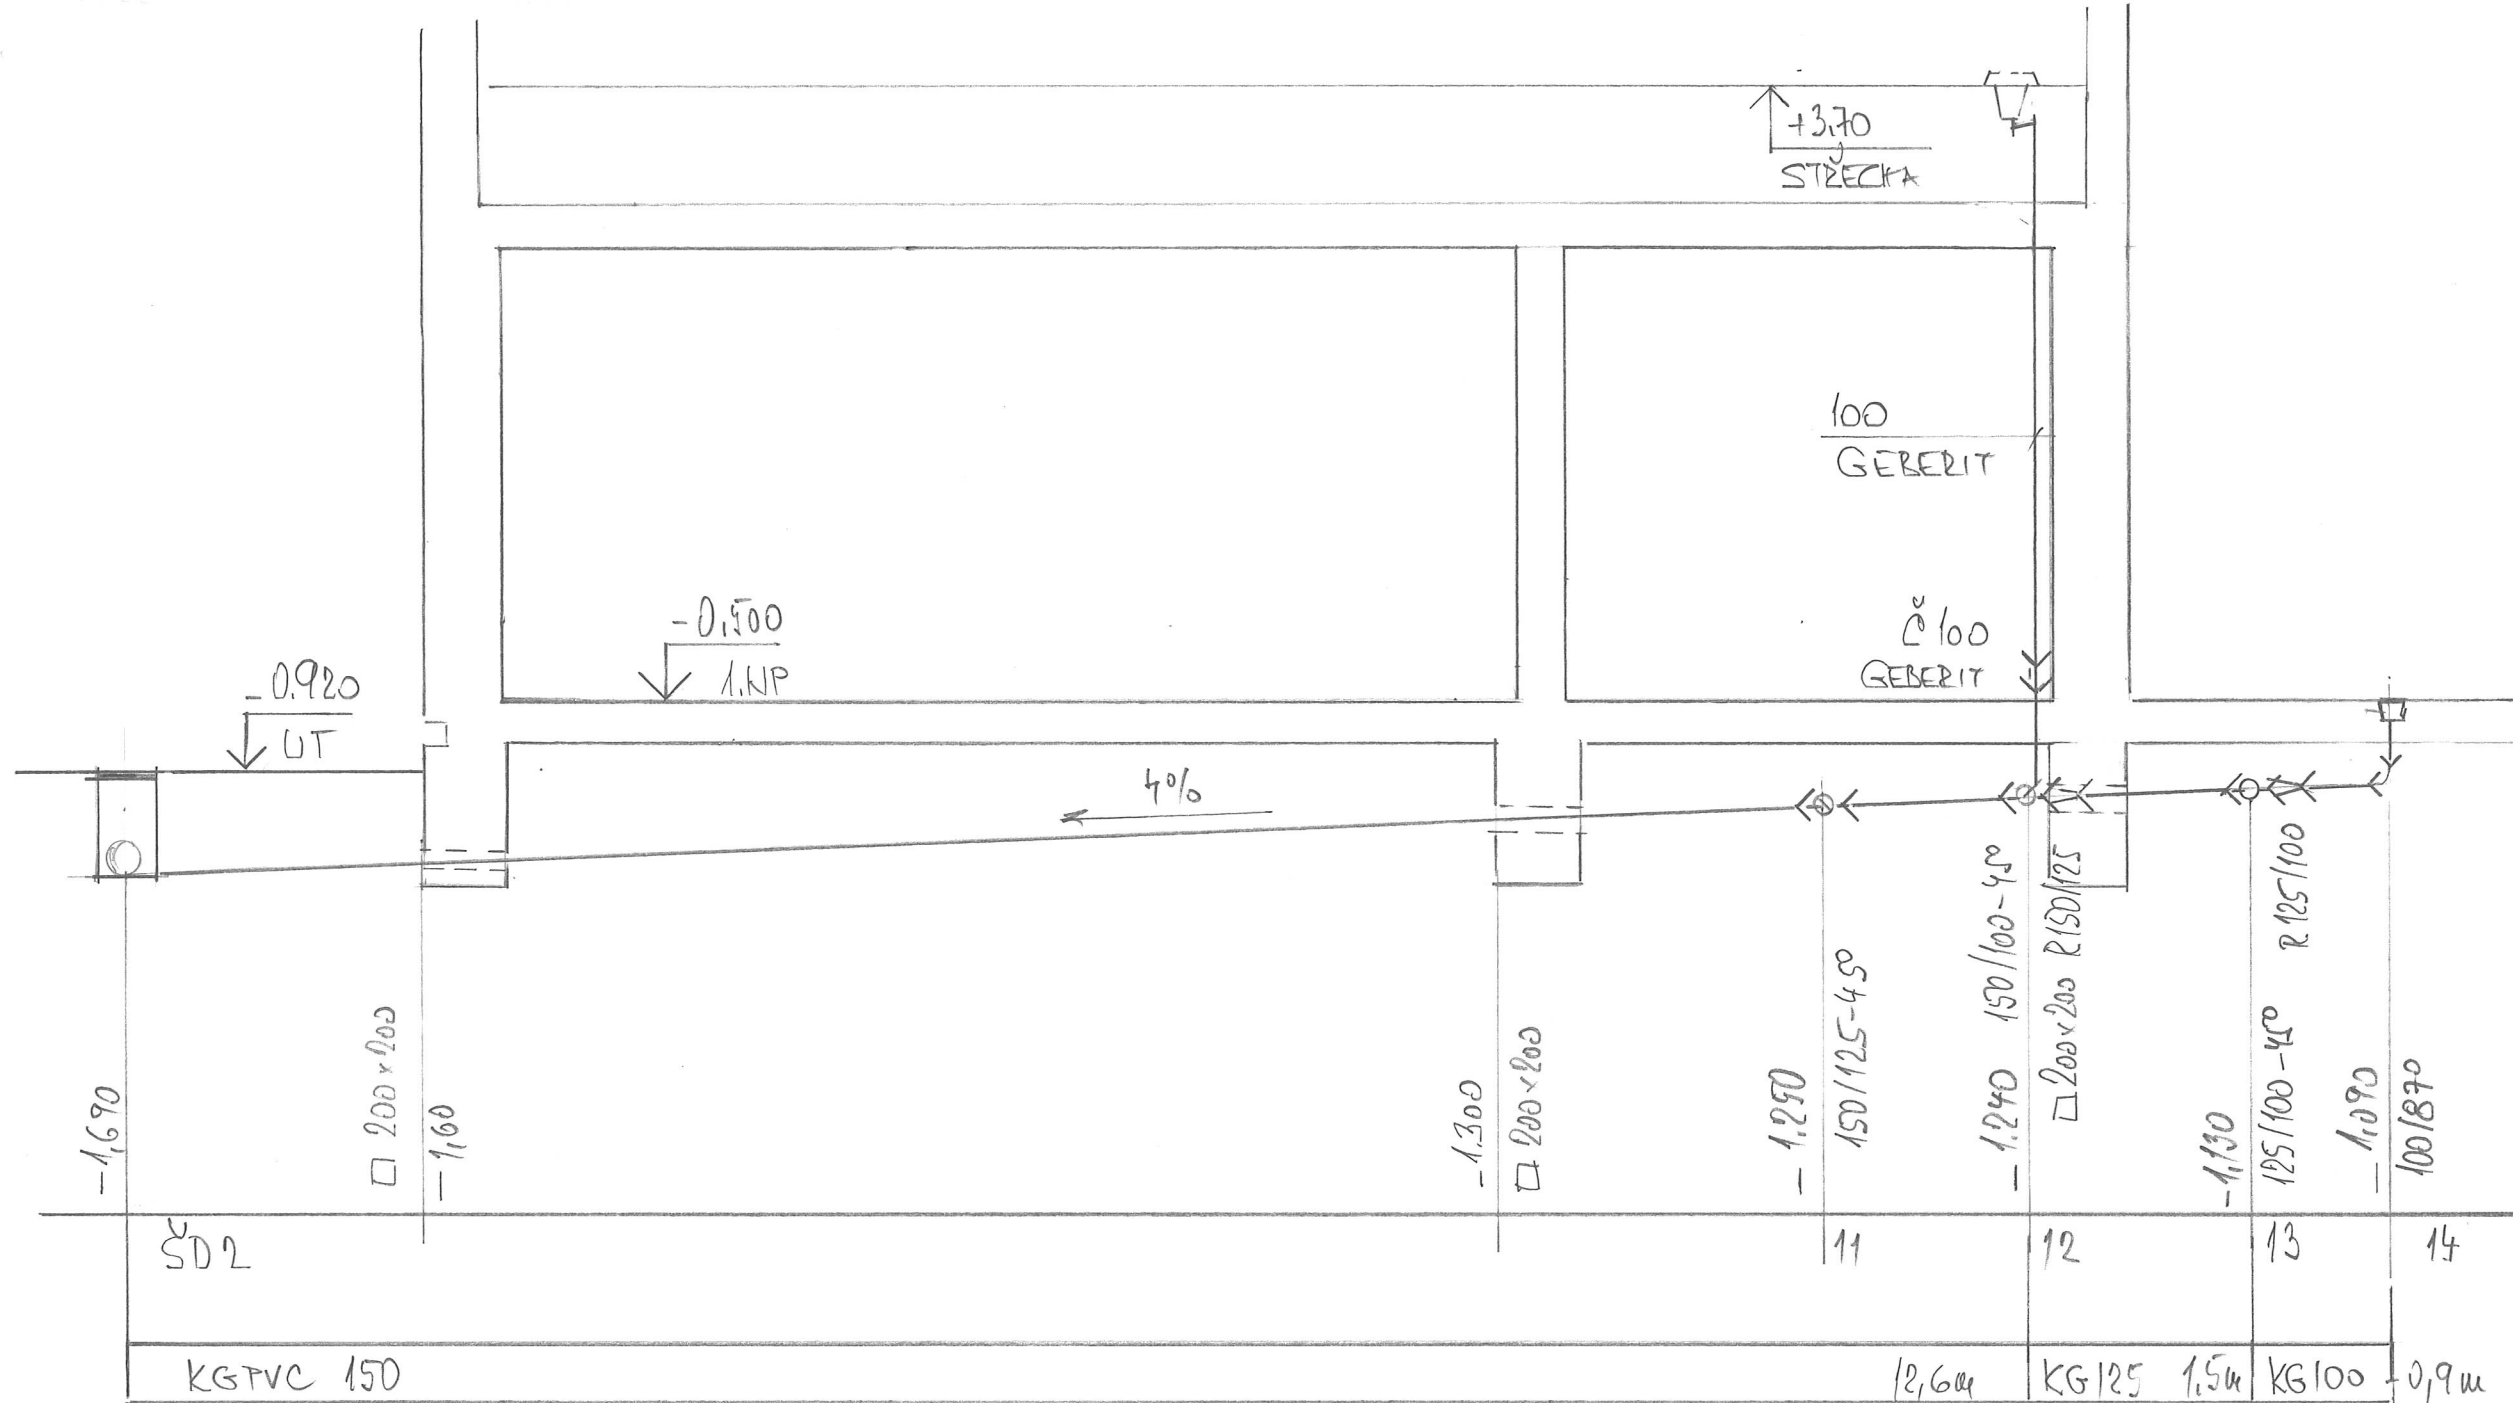 +3,70
STŘECHA
100
GEBERIT
-0,500
1.NP
Č 100
GEBERIT
-0.920
UT
4%
-1,690
□ 200×200
-1,60
-1.300
□ 200×200
-1.250
150/125-45°
-1.240
150/100-45°
□ 200×200 R150/125
-1,130
125/100-45°
R125/100
-1,090
100/870
ŠD2
11
12
13
14
KGPVC 150
12,6m
KG125 1,5m
KG100
0,9m